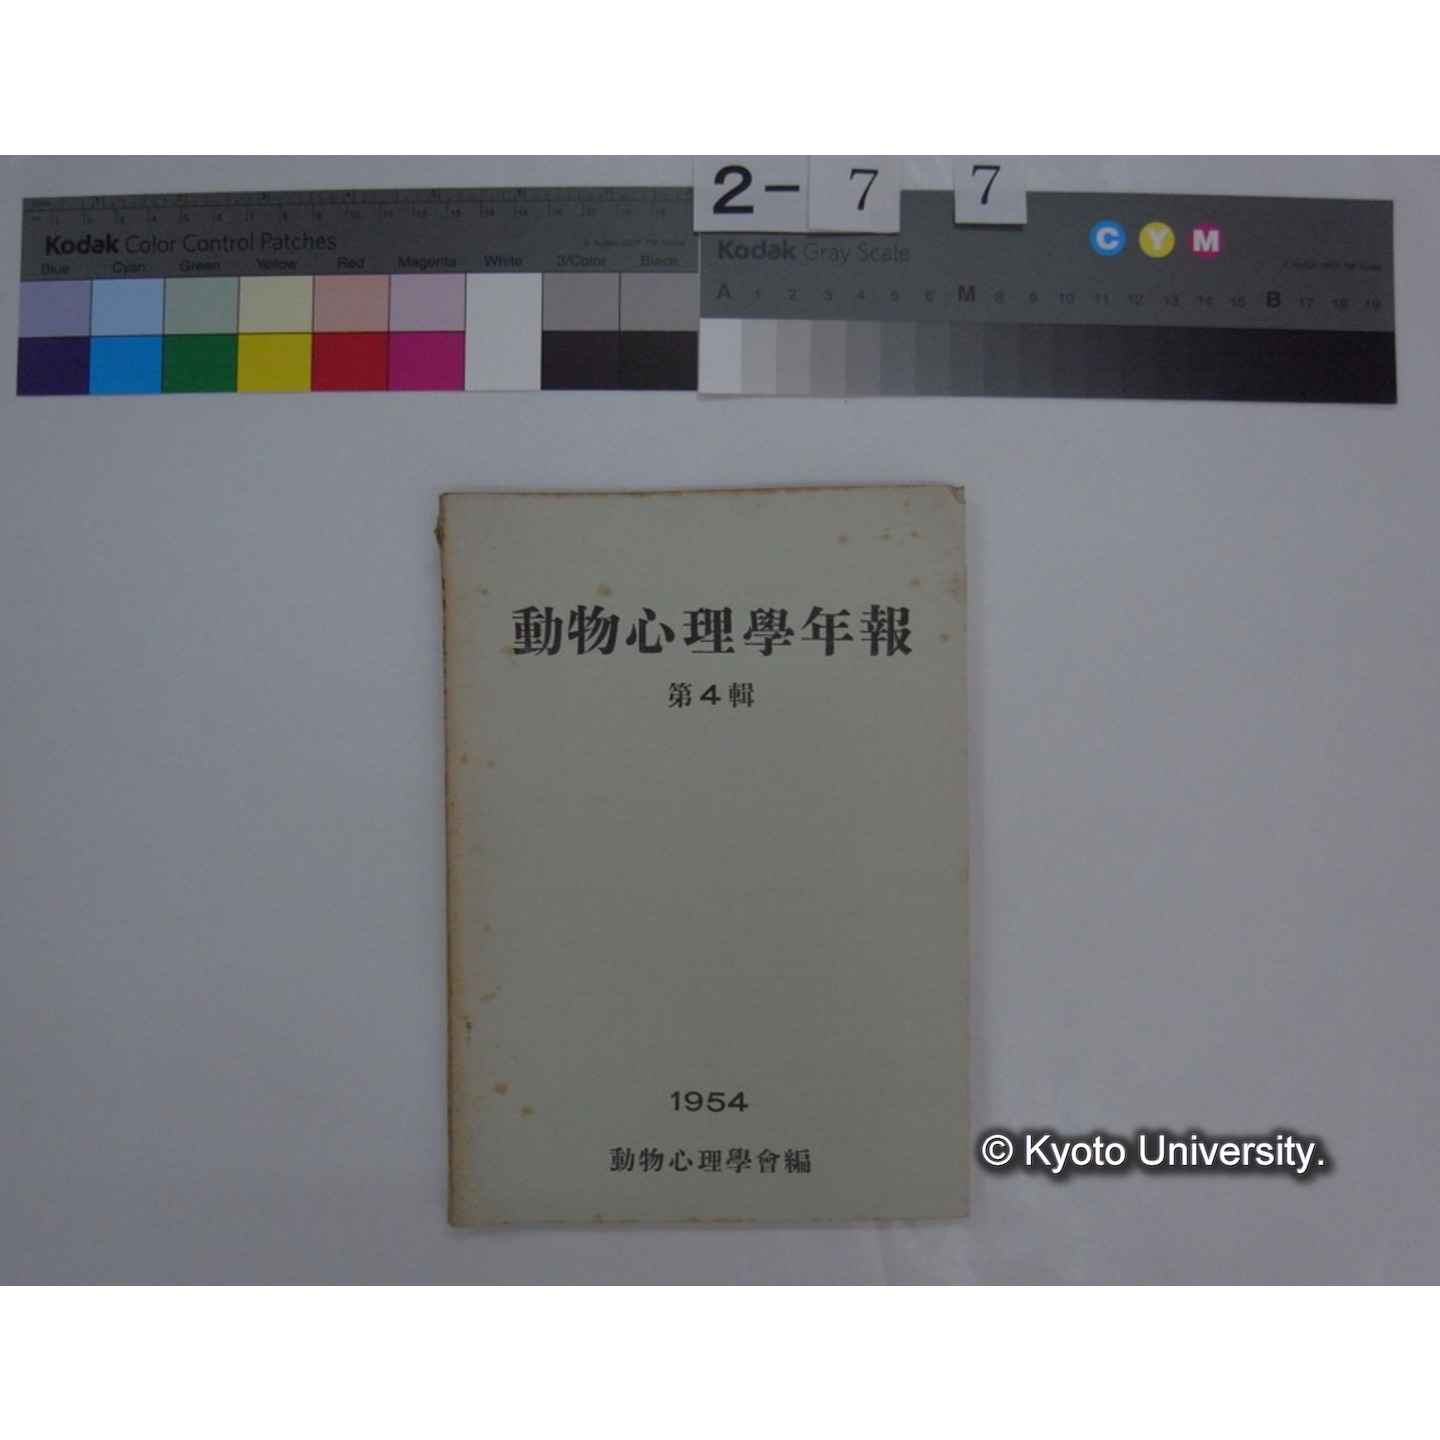 2- 7 7
Kodak Color Control Patches
Blue Cyan Green Yellow Red Magenta White 3/Color Black
Kodak Gray Scale
C Y M
A 1 2 3 4 5 6 M 8 9 10 11 12 13 14 15 B 17 18 19
動物心理學年報
第4輯
1954
動物心理學會編
© Kyoto University.